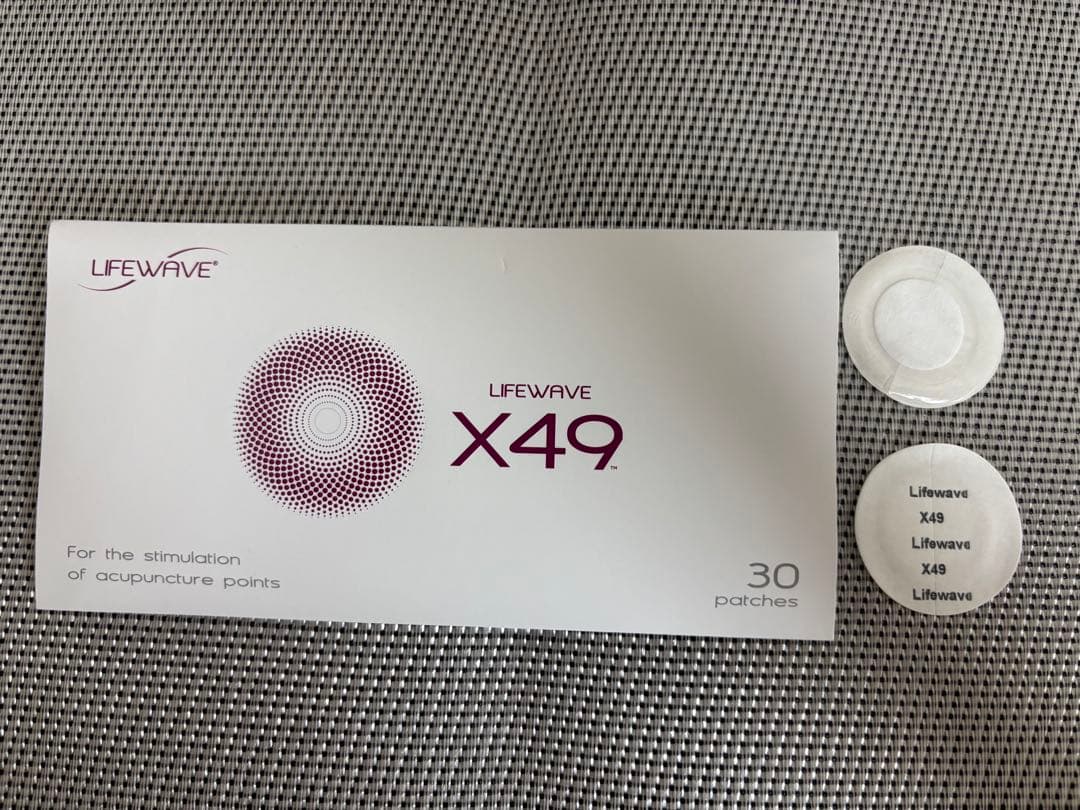 LIFEWAVE®
LIFEWAVE
X49™
For the stimulation
of acupuncture points
30
patches
Lifewave
X49
Lifewave
X49
Lifewave